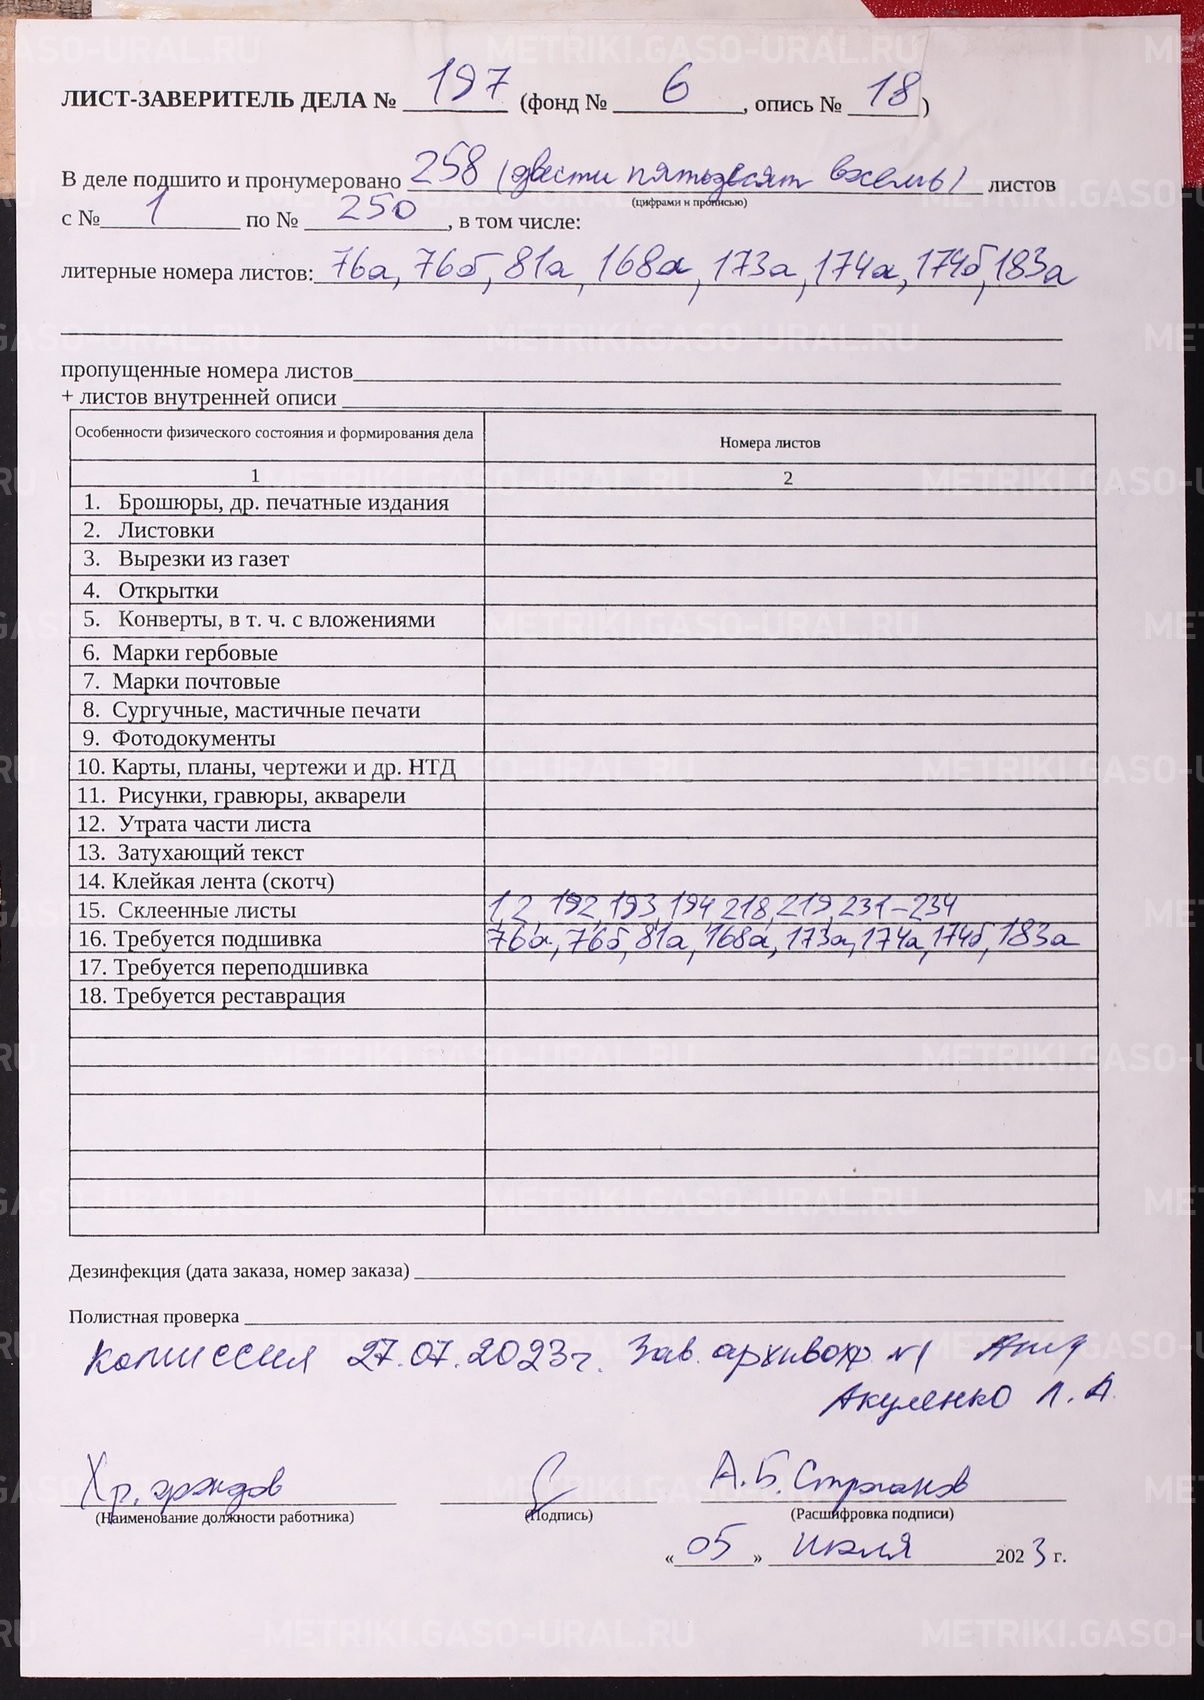 ЛИСТ-ЗАВЕРИТЕЛЬ ДЕЛА № 197 (фонд № 6, опись № 18)
В деле подшито и пронумеровано 258 (двести пятьдесят восемь) листов
(цифрами и прописью)
с № 1 по № 250, в том числе:
литерные номера листов: 76а, 76б, 81а, 168а, 173а, 174а, 174б, 183а
пропущенные номера листов
+ листов внутренней описи
Особенности физического состояния и формирования дела Номера листов
1 2
1. Брошюры, др. печатные издания
2. Листовки
3. Вырезки из газет
4. Открытки
5. Конверты, в т. ч. с вложениями
6. Марки гербовые
7. Марки почтовые
8. Сургучные, мастичные печати
9. Фотодокументы
10. Карты, планы, чертежи и др. НТД
11. Рисунки, гравюры, акварели
12. Утрата части листа
13. Затухающий текст
14. Клейкая лента (скотч)
15. Склеенные листы 1, 2, 192, 193, 194, 218, 219, 231-234
16. Требуется подшивка 76а, 76б, 81а, 168а, 173а, 174а, 174б, 183а
17. Требуется переподшивка
18. Требуется реставрация
Дезинфекция (дата заказа, номер заказа)
Полистная проверка
комиссия 27.07.2023г. Зав. архивохр. №1
Акуленко Л.А.
Хр. фондов А.Б.
(Наименование должности работника) (Подпись) (Расшифровка подписи)
«05» июля 2023 г.
METRIKI.GASO-URAL.RU